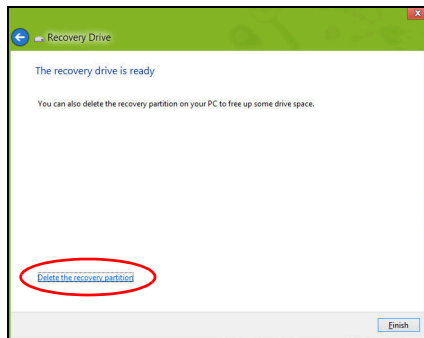 Recovery Drive
The recovery drive is ready
You can also delete the recovery partition on your PC to free up some drive space.
Delete the recovery partition
Finish